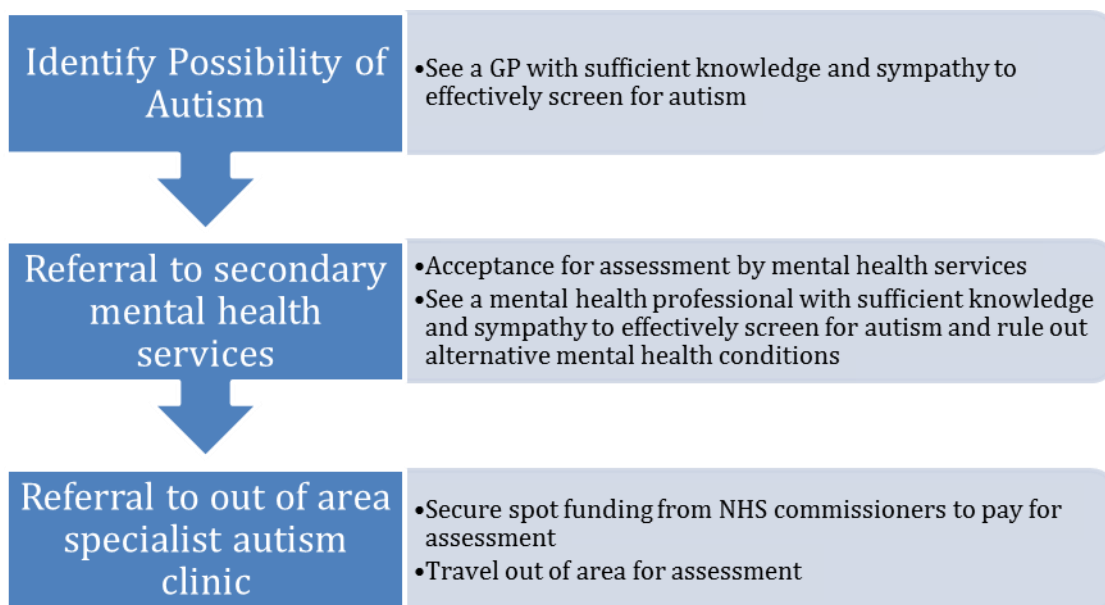 Identify Possibility of
Autism
•See a GP with sufficient knowledge and sympathy to
effectively screen for autism
Referral to secondary
mental health
services
•Acceptance for assessment by mental health services
•See a mental health professional with sufficient knowledge
and sympathy to effectively screen for autism and rule out
alternative mental health conditions
Referral to out of area
specialist autism
clinic
•Secure spot funding from NHS commissioners to pay for
assessment
•Travel out of area for assessment